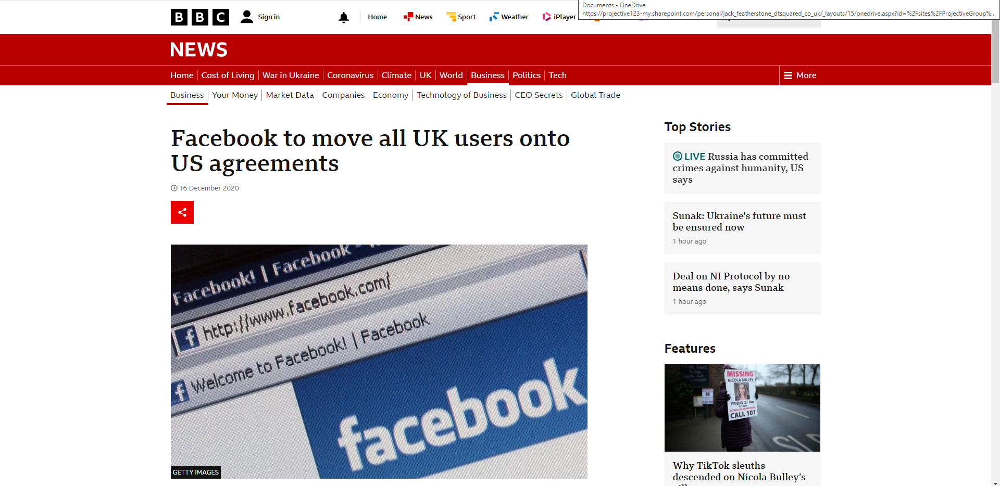 Documents - OneDrive
https://projective123-my.sharepoint.com/personal/jack_featherstone_dtsquared_co_uk/_layouts/15/onedrive.aspx?id=%2Fsites%2FProjectiveGroup%...
BBC Sign in Home News Sport Weather iPlayer
NEWS
Home Cost of Living War in Ukraine Coronavirus Climate UK World Business Politics Tech More
Business Your Money Market Data Companies Economy Technology of Business CEO Secrets Global Trade
Facebook to move all UK users onto
US agreements
16 December 2020
Facebook! | Facebook -
http://www.facebook.com/
Welcome to Facebook! | Facebook
facebook
GETTY IMAGES
Top Stories
LIVE Russia has committed
crimes against humanity, US
says
Sunak: Ukraine's future must
be ensured now
1 hour ago
Deal on NI Protocol by no
means done, says Sunak
1 hour ago
Features
MISSING
NICOLA BULLEY
FRIDAY 27 Jan
CALL 101
Why TikTok sleuths
descended on Nicola Bulley’s